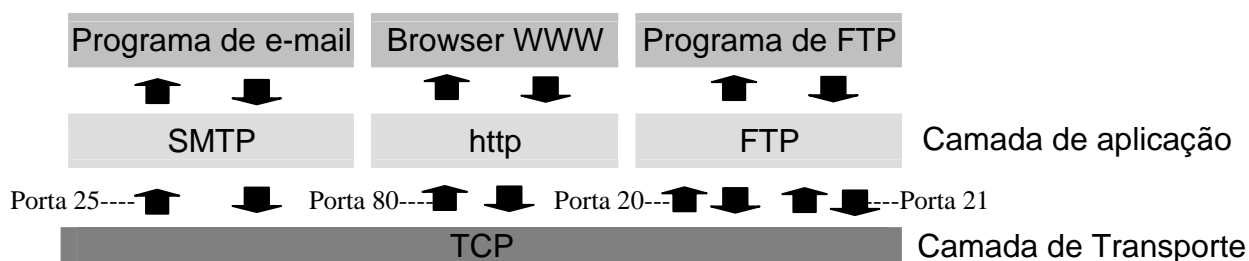 Programa de e-mail Browser WWW Programa de FTP
SMTP http FTP Camada de aplicação
Porta 25---- Porta 80---- Porta 20--- ----Porta 21
TCP Camada de Transporte